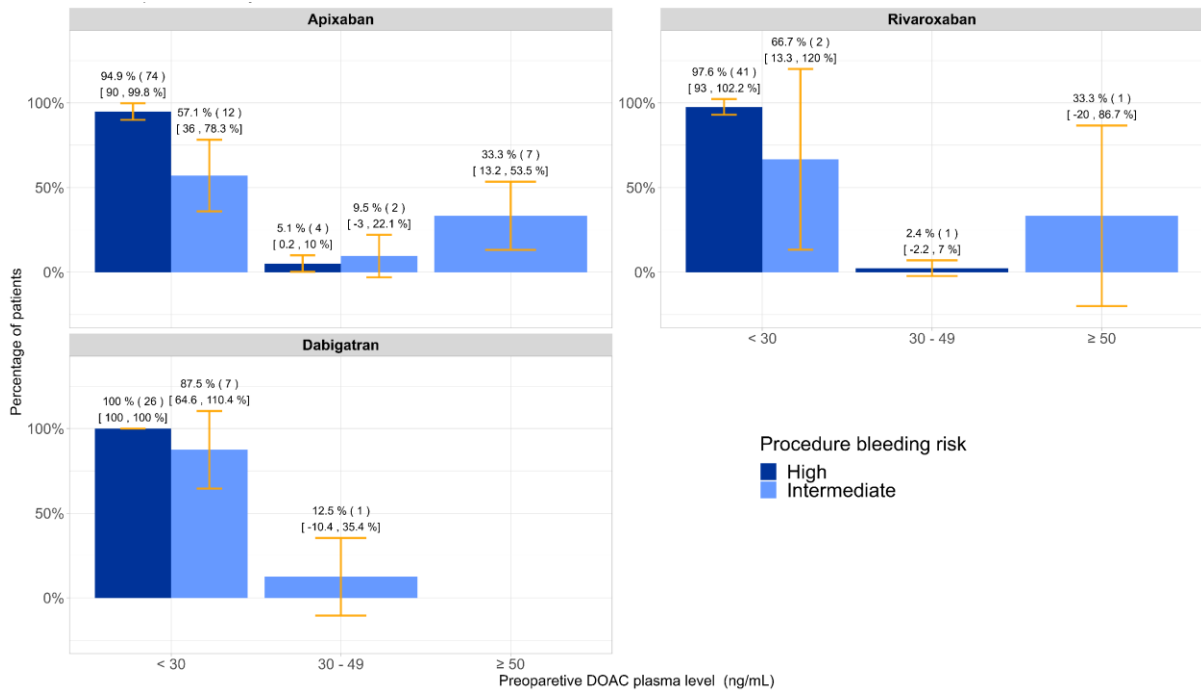 Apixaban
94.9 % ( 74 )
[ 90 , 99.8 % ]
57.1 % ( 12 )
[ 36 , 78.3 % ]
5.1 % ( 4 )
[ 0.2 , 10 % ]
9.5 % ( 2 )
[ -3 , 22.1 % ]
33.3 % ( 7 )
[ 13.2 , 53.5 % ]
100%
50%
0%
Rivaroxaban
97.6 % ( 41 )
[ 93 , 102.2 % ]
66.7 % ( 2 )
[ 13.3 , 120 % ]
2.4 % ( 1 )
[ -2.2 , 7 % ]
33.3 % ( 1 )
[ -20 , 86.7 % ]
< 30
30 - 49
≥ 50
Percentage of patients
Dabigatran
100 % ( 26 )
[ 100 , 100 % ]
87.5 % ( 7 )
[ 64.6 , 110.4 % ]
12.5 % ( 1 )
[ -10.4 , 35.4 % ]
100%
50%
0%
< 30
30 - 49
≥ 50
Procedure bleeding risk
High
Intermediate
Preoparetive DOAC plasma level (ng/mL)